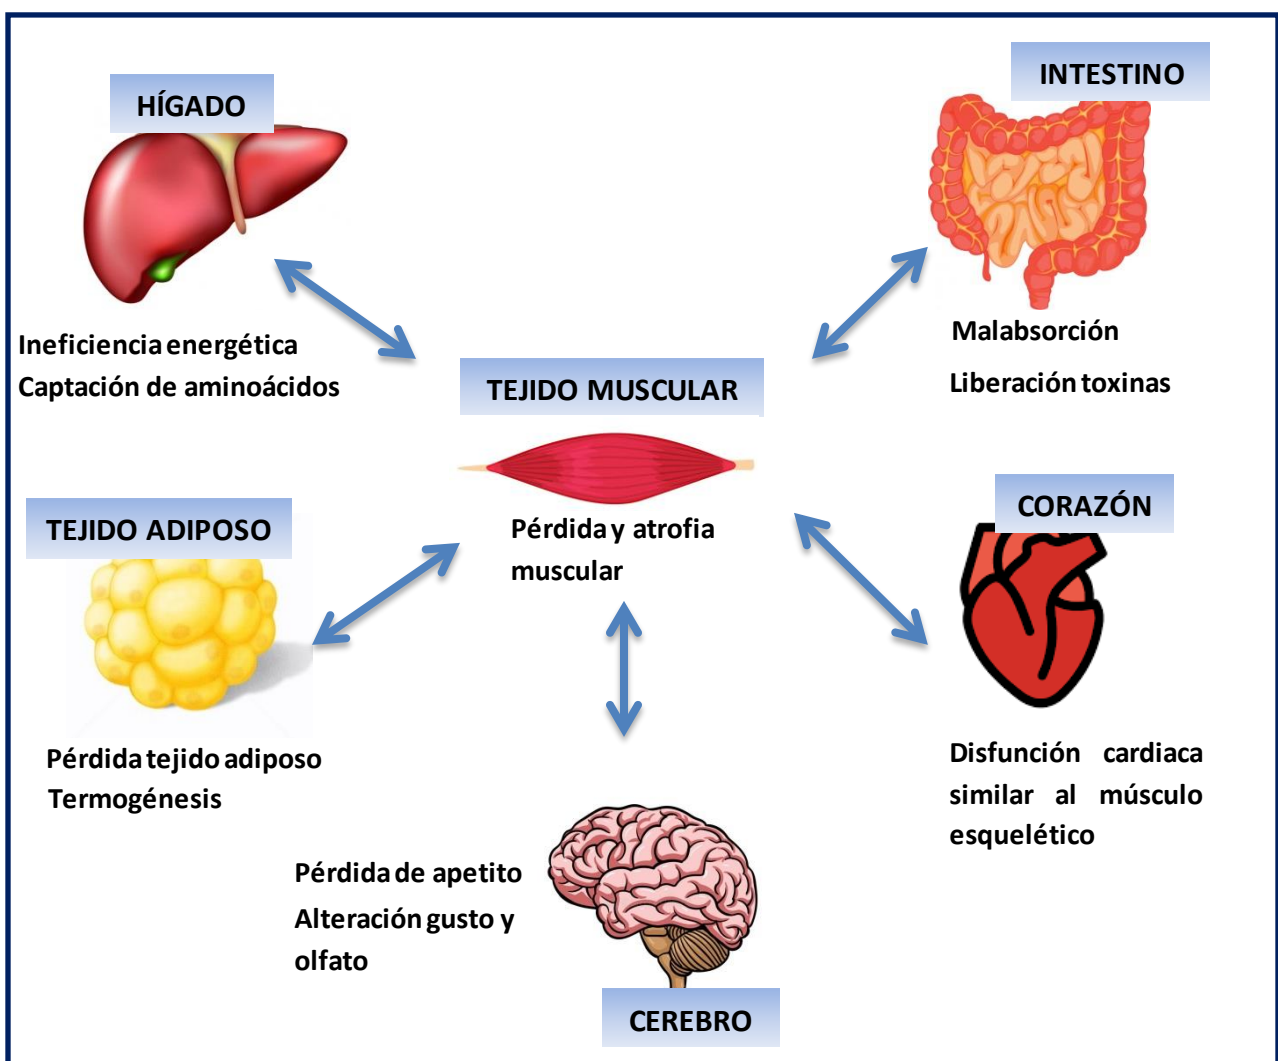 HÍGADO
INTESTINO
Ineficiencia energética
Captación de aminoácidos
Malabsorción
Liberación toxinas
TEJIDO MUSCULAR
Pérdida y atrofia
muscular
TEJIDO ADIPOSO
CORAZÓN
Pérdida tejido adiposo
Termogénesis
Disfunción cardiaca
similar al músculo
esquelético
Pérdida de apetito
Alteración gusto y
olfato
CEREBRO